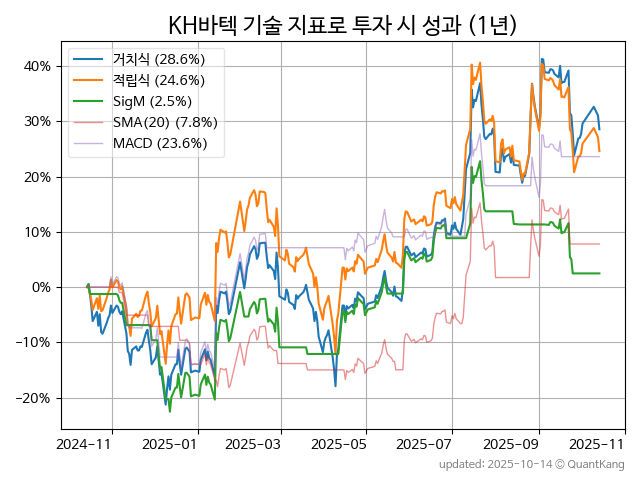 KH바텍 기술 지표로 투자 시 성과 (1년)
거치식 (28.6%)
적립식 (24.6%)
SigM (2.5%)
SMA(20) (7.8%)
MACD (23.6%)
40%
30%
20%
10%
0%
−10%
−20%
2024-11 2025-01 2025-03 2025-05 2025-07 2025-09 2025-11
updated: 2025-10-14 © QuantKang